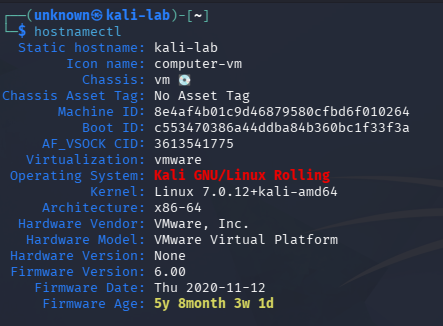 ┌──(unknown㉿kali-lab)-[~]
└─$ hostnamectl
Static hostname: kali-lab
Icon name: computer-vm
Chassis: vm 💽
Chassis Asset Tag: No Asset Tag
Machine ID: 8e4af4b01c9d46879580cfbd6f010264
Boot ID: c553470386a44ddba84b360bc1f33f3a
AF_VSOCK CID: 3613541775
Virtualization: vmware
Operating System: Kali GNU/Linux Rolling
Kernel: Linux 7.0.12+kali-amd64
Architecture: x86-64
Hardware Vendor: VMware, Inc.
Hardware Model: VMware Virtual Platform
Hardware Version: None
Firmware Version: 6.00
Firmware Date: Thu 2020-11-12
Firmware Age: 5y 8month 3w 1d